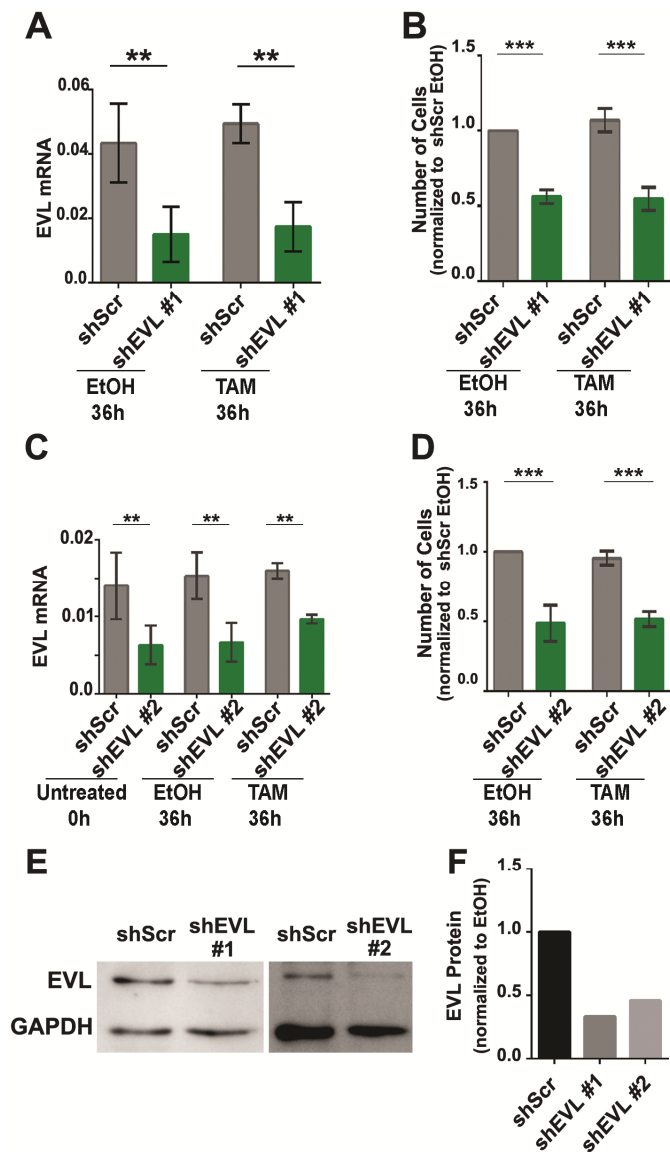 A
**
**
EVL mRNA
0.06
0.04
0.02
0.0
shScr
shEVL #1
shScr
shEVL #1
EtOH
36h
TAM
36h
B
***
***
Number of Cells
(normalized to shScr EtOH)
1.5
1.0
0.5
0.0
shScr
shEVL #1
shScr
shEVL #1
EtOH
36h
TAM
36h
C
**
**
**
EVL mRNA
0.02
0.01
0.0
shScr
shEVL #2
shScr
shEVL #2
shScr
shEVL #2
Untreated
0h
EtOH
36h
TAM
36h
D
***
***
Number of Cells
(normalized to shScr EtOH)
1.5
1.0
0.5
0.0
shScr
shEVL #2
shScr
shEVL #2
EtOH
36h
TAM
36h
E
shScr
shEVL
#1
shScr
shEVL
#2
EVL
GAPDH
F
EVL Protein
(normalized to EtOH)
1.5
1.0
0.5
0.0
shScr
shEVL #1
shEVL #2